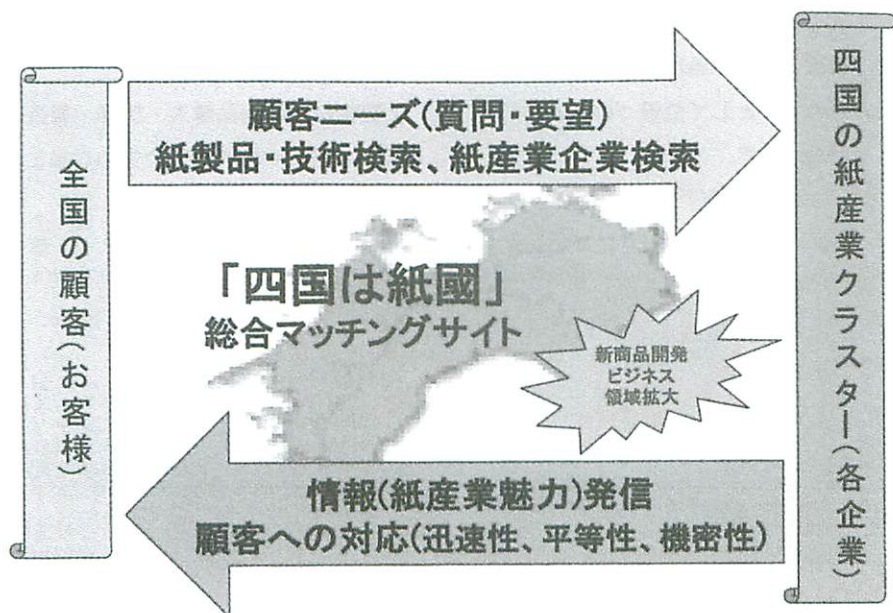 全国の顧客(お客様)
顧客ニーズ(質問・要望)
紙製品・技術検索、紙産業企業検索
四国の紙産業クラスター(各企業)
「四国は紙國」
総合マッチングサイト
新商品開発
ビジネス
領域拡大
情報(紙産業魅力)発信
顧客への対応(迅速性、平等性、機密性)